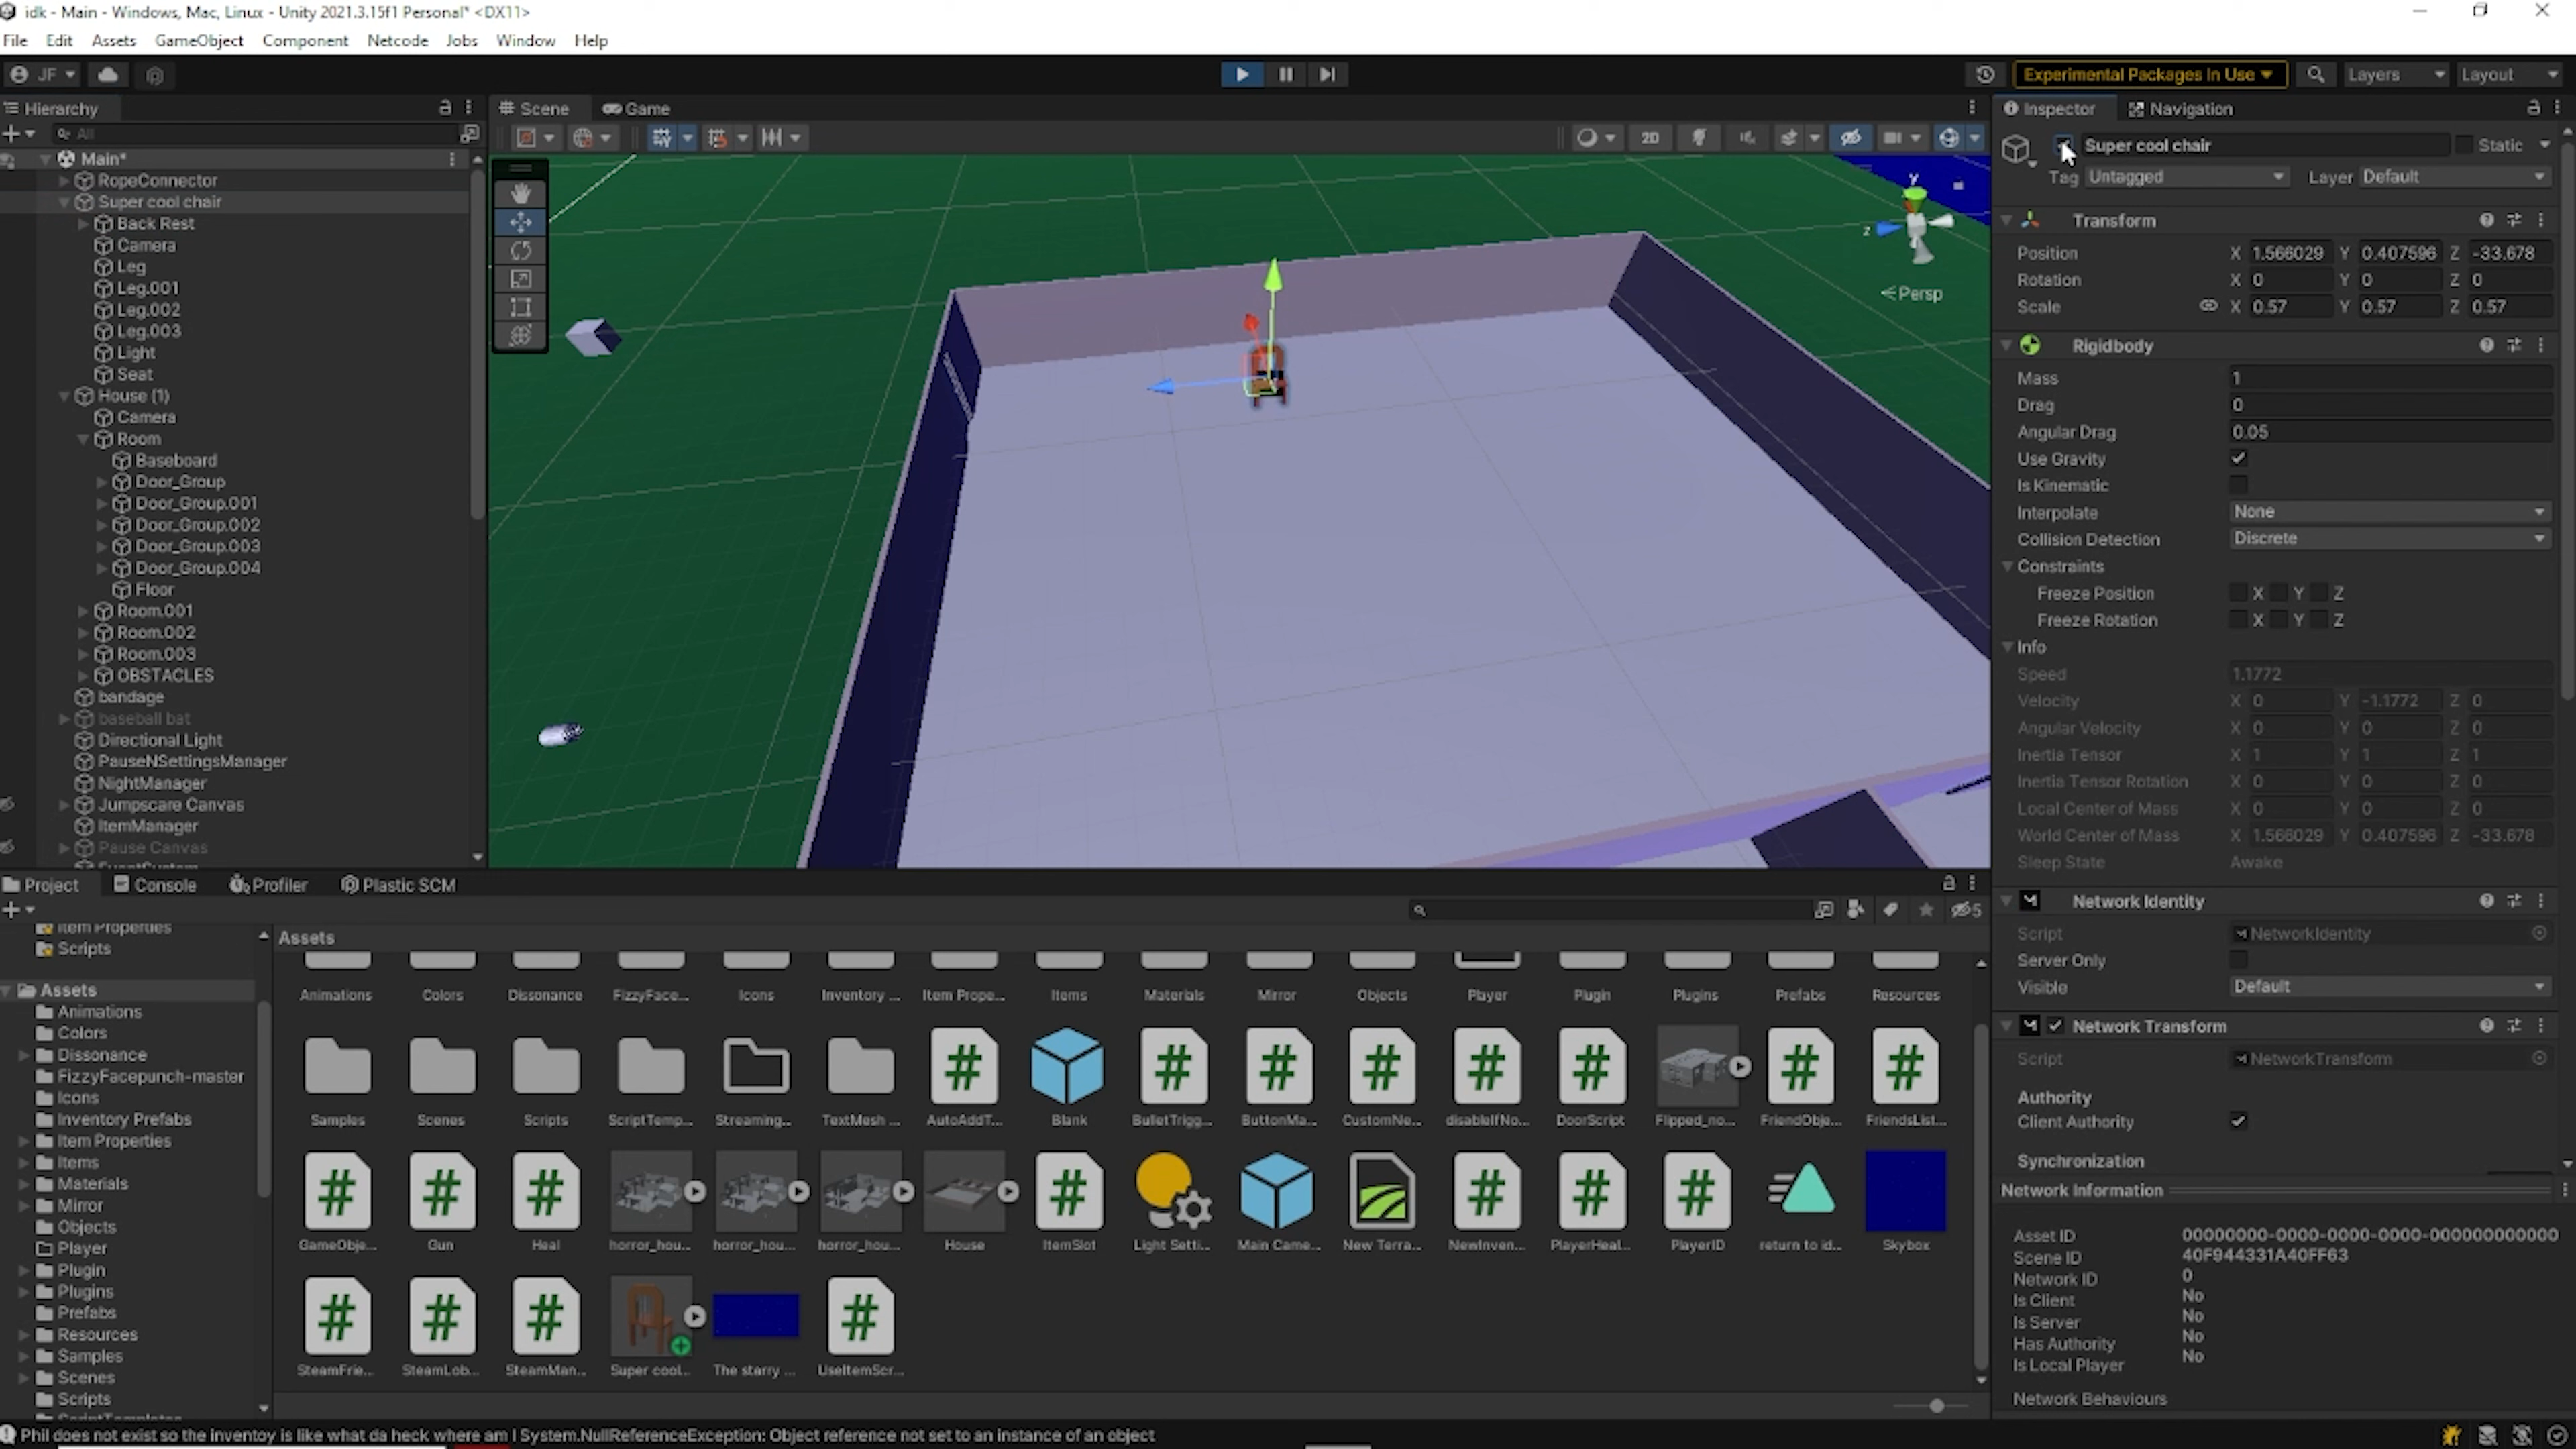 idk - Main - Windows, Mac, Linux - Unity 2021.3.15f1 Personal* <DX11>
File Edit Assets GameObject Component Netcode Jobs Window Help
JF Experimental Packages In Use Layers Layout
Hierarchy
All
Main*
RopeConnector
Super cool chair
Back Rest
Camera
Leg
Leg.001
Leg.002
Leg.003
Light
Seat
House (1)
Camera
Room
Baseboard
Door_Group
Door_Group.001
Door_Group.002
Door_Group.003
Door_Group.004
Floor
Room.001
Room.002
Room.003
OBSTACLES
bandage
baseball bat
Directional Light
PauseNSettingsManager
NightManager
Jumpscare Canvas
ItemManager
Pause Canvas
Scene Game
2D
y
z
Persp
Inspector Navigation
Super cool chair Static
Tag Untagged Layer Default
Transform
Position X 1.566029 Y 0.407596 Z -33.678
Rotation X 0 Y 0 Z 0
Scale X 0.57 Y 0.57 Z 0.57
Rigidbody
Mass 1
Drag 0
Angular Drag 0.05
Use Gravity
Is Kinematic
Interpolate None
Collision Detection Discrete
Constraints
Freeze Position X Y Z
Freeze Rotation X Y Z
Info
Speed 1.1772
Velocity X 0 Y -1.1772 Z 0
Angular Velocity X 0 Y 0 Z 0
Inertia Tensor X 1 Y 1 Z 1
Inertia Tensor Rotation X 0 Y 0 Z 0
Local Center of Mass X 0 Y 0 Z 0
World Center of Mass X 1.566029 Y 0.407596 Z -33.678
Sleep State Awake
Network Identity
Script NetworkIdentity
Server Only
Visible Default
Network Transform
Script NetworkTransform
Authority
Client Authority
Synchronization
Network Information
Asset ID 00000000-0000-0000-0000-000000000000
Scene ID 40F944331A40FF63
Network ID 0
Is Client No
Is Server No
Has Authority No
Is Local Player No
Network Behaviours
Project Console Profiler Plastic SCM
5
Item Properties
Scripts
Assets
Animations
Colors
Dissonance
FizzyFacepunch-master
Icons
Inventory Prefabs
Item Properties
Items
Materials
Mirror
Objects
Player
Plugin
Plugins
Prefabs
Resources
Samples
Scenes
Scripts
ScriptTemplates
Assets
Animations Colors Dissonance FizzyFace... Icons Inventory ... Item Prope... Items Materials Mirror Objects Player Plugin Plugins Prefabs Resources
Samples Scenes Scripts ScriptTemp... Streaming... TextMesh ... AutoAddT... Blank BulletTrigg... ButtonMa... CustomNe... disableIfNo... DoorScript Flipped_no... FriendObje... FriendsList...
GameObje... Gun Heal horror_hou... horror_hou... horror_hou... House ItemSlot Light Setti... Main Came... New Terra... NewInven... PlayerHeal... PlayerID return to id... Skybox
SteamFrie... SteamLob... SteamMan... Super cool... The starry ... UseItemScr...
Phil does not exist so the inventoy is like what da heck where am I System.NullReferenceException: Object reference not set to an instance of an object